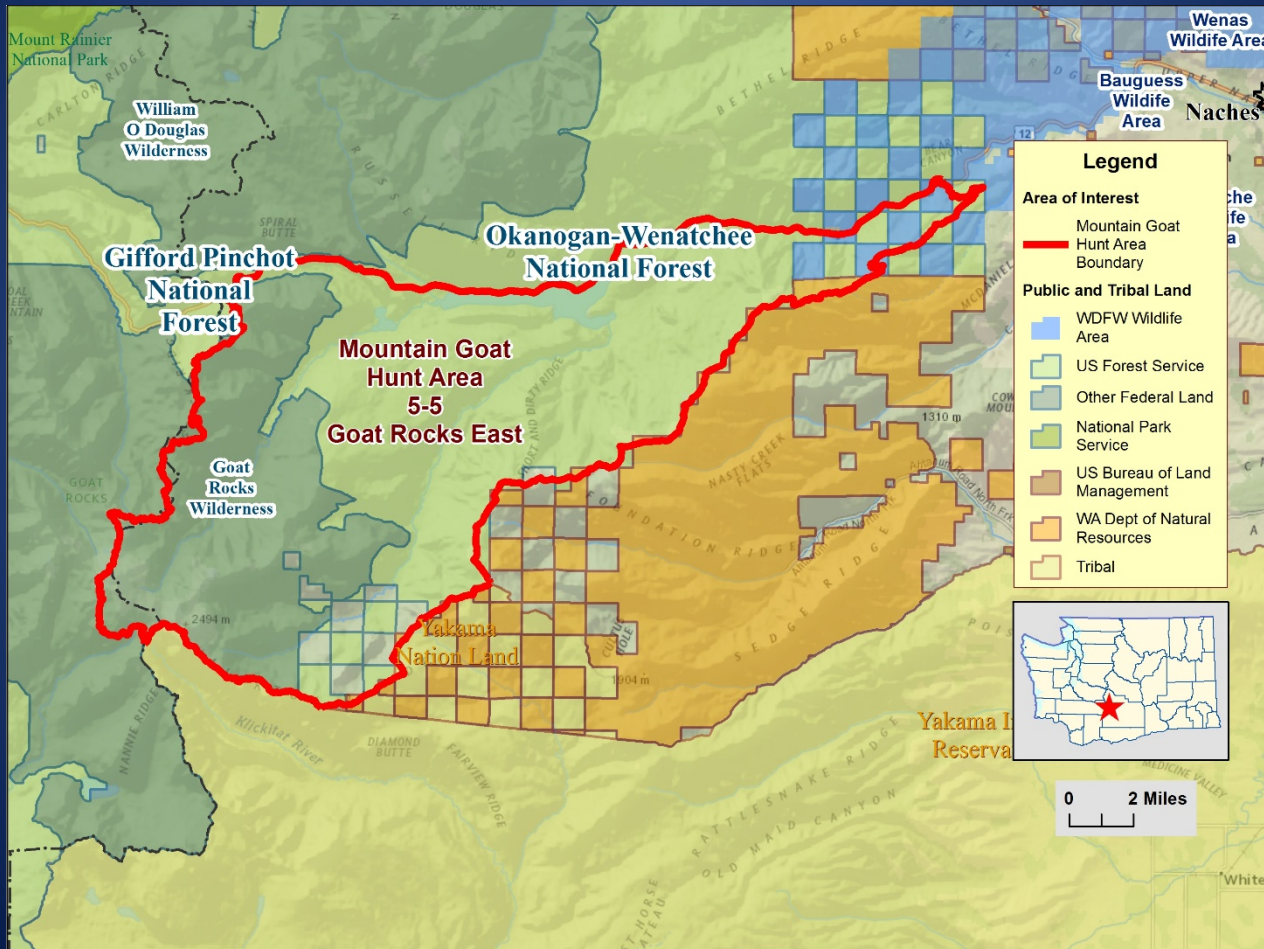 Mount Rainier
National Park
CARLTON RIDGE
William
O Douglas
Wilderness
BETHEL RIDGE
BETHEL RIDGE
Wenas
Wildlife Area
Bauguess
Wildlife
Area
Naches
12
SPIRAL
BUTTE
Gifford Pinchot
National
Forest
Okanogan-Wenatchee
National Forest
Mountain Goat
Hunt Area
5-5
Goat Rocks East
Goat
Rocks
Wilderness
GOAT
ROCKS
NASTY CREEK
FLATS
FOUNDATION RIDGE
SEDGE RIDGE
1310 m
2494 m
1904 m
Yakama
Nation Land
Klickitat River
NANNIE RIDGE
DIAMOND
BUTTE
FAIRVIEW RIDGE
RATTLESNAKE RIDGE
OLD MAID CANYON
MEDICINE VALLEY
White
Legend
Area of Interest
Mountain Goat
Hunt Area
Boundary
Public and Tribal Land
WDFW Wildlife
Area
US Forest Service
Other Federal Land
National Park
Service
US Bureau of Land
Management
WA Dept of Natural
Resources
Tribal
0 2 Miles